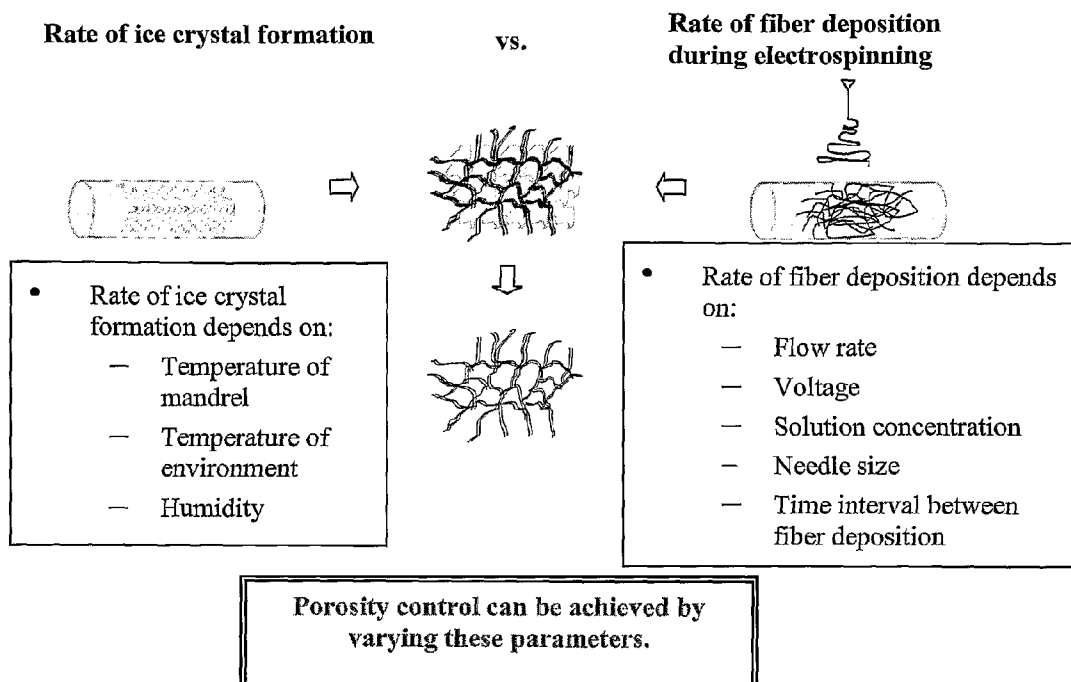 Rate of ice crystal formation
vs.
Rate of fiber deposition
during electrospinning
• Rate of ice crystal
formation depends on:
– Temperature of
mandrel
– Temperature of
environment
– Humidity
• Rate of fiber deposition depends
on:
– Flow rate
– Voltage
– Solution concentration
– Needle size
– Time interval between
fiber deposition
Porosity control can be achieved by
varying these parameters.